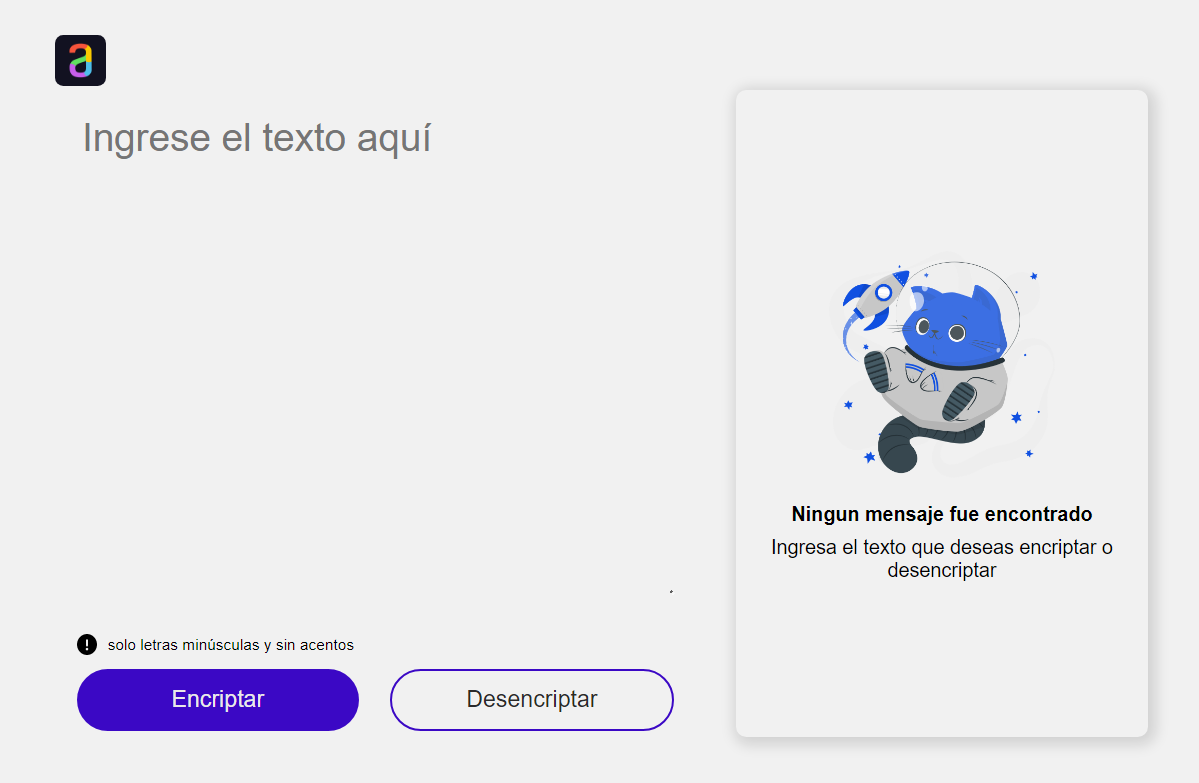 a
Ingrese el texto aquí
Ningun mensaje fue encontrado
Ingresa el texto que deseas encriptar o
desencriptar
! solo letras minúsculas y sin acentos
Encriptar
Desencriptar